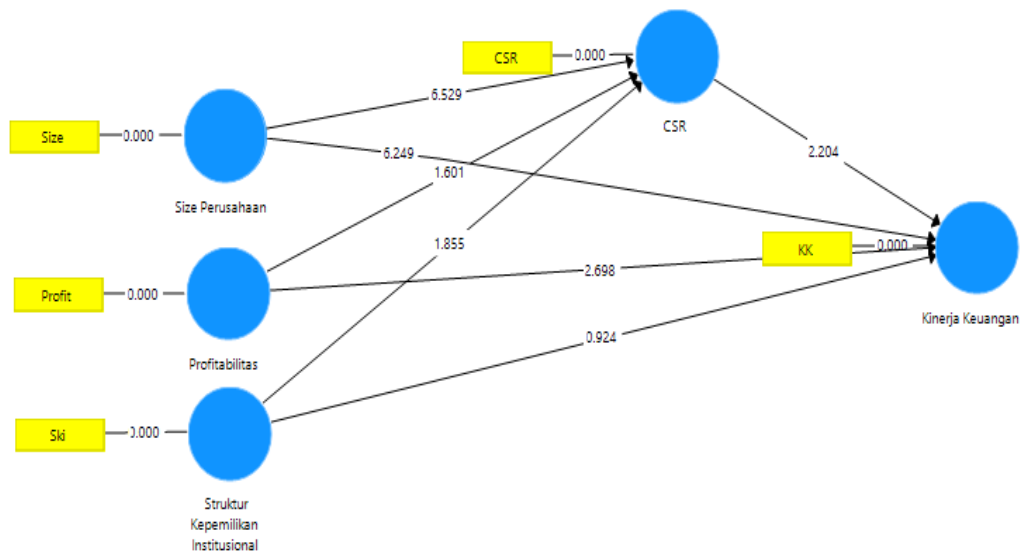 CSR
0.000
CSR
6.529
Size
0.000
Size Perusahaan
6.249
2.204
1.601
1.855
KK
0.000
Kinerja Keuangan
Profit
0.000
Profitabilitas
2.698
0.924
Ski
0.000
Struktur
Kepemilikan
Institusional